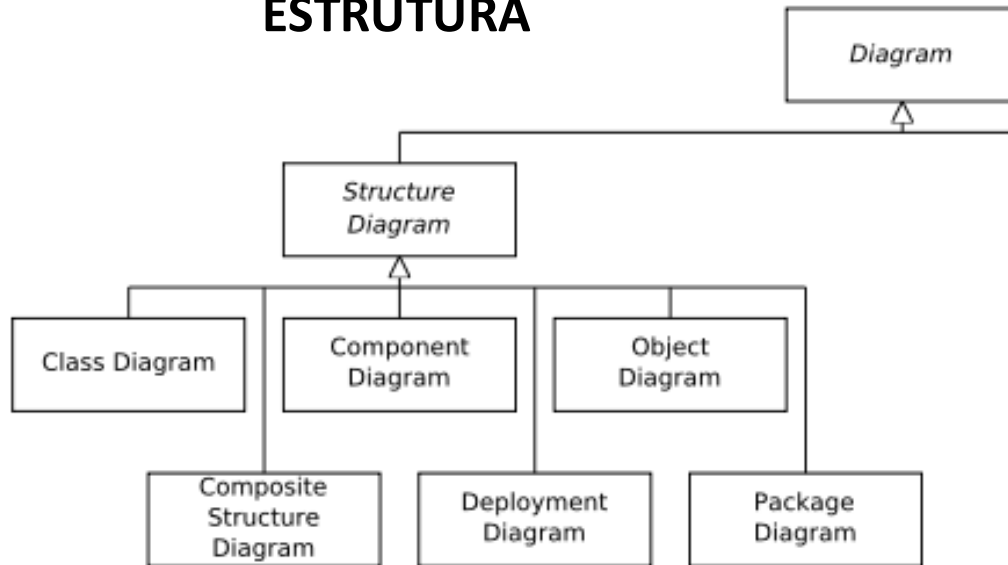 ESTRUTURA
Diagram
Structure
Diagram
Class Diagram
Component
Diagram
Object
Diagram
Composite
Structure
Diagram
Deployment
Diagram
Package
Diagram